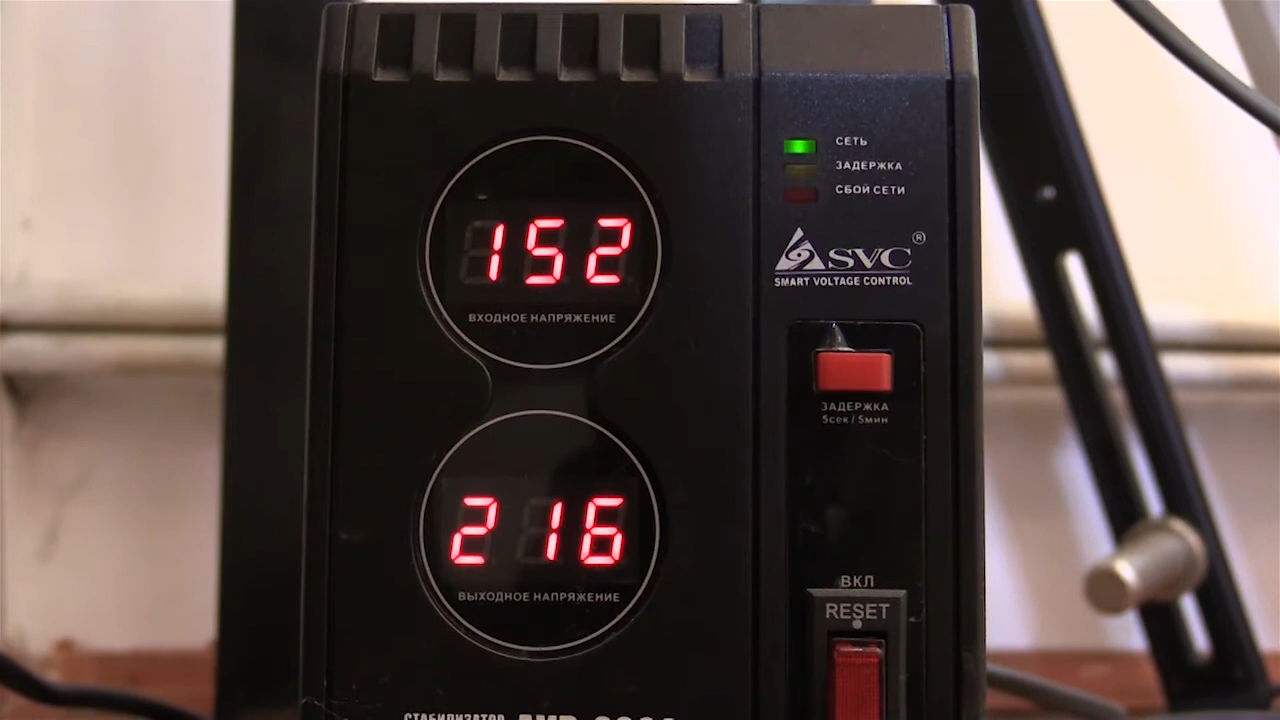 152
ВХОДНОЕ НАПРЯЖЕНИЕ
216
ВЫХОДНОЕ НАПРЯЖЕНИЕ
СТАБИЛИЗАТОР
СЕТЬ
ЗАДЕРЖКА
СБОЙ СЕТИ
SVC®
SMART VOLTAGE CONTROL
ЗАДЕРЖКА
5сек / 5мин
ВКЛ
RESET